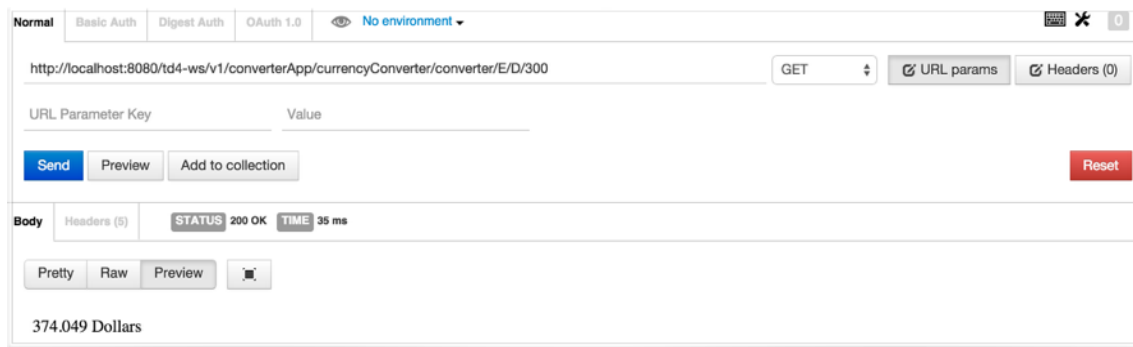 Normal Basic Auth Digest Auth OAuth 1.0 No environment 0
http://localhost:8080/td4-ws/v1/converterApp/currencyConverter/converter/E/D/300 GET URL params Headers (0)
URL Parameter Key Value
Send Preview Add to collection Reset
Body Headers (5) STATUS 200 OK TIME 35 ms
Pretty Raw Preview
374.049 Dollars